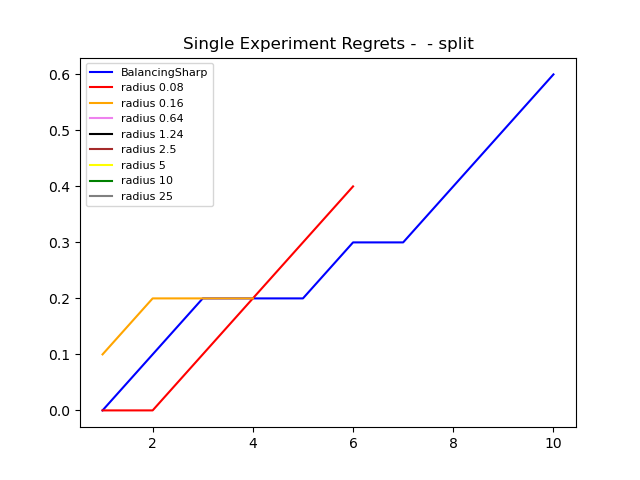 Single Experiment Regrets -  - split
BalancingSharp
radius 0.08
radius 0.16
radius 0.64
radius 1.24
radius 2.5
radius 5
radius 10
radius 25
0.6
0.5
0.4
0.3
0.2
0.1
0.0
2 4 6 8 10